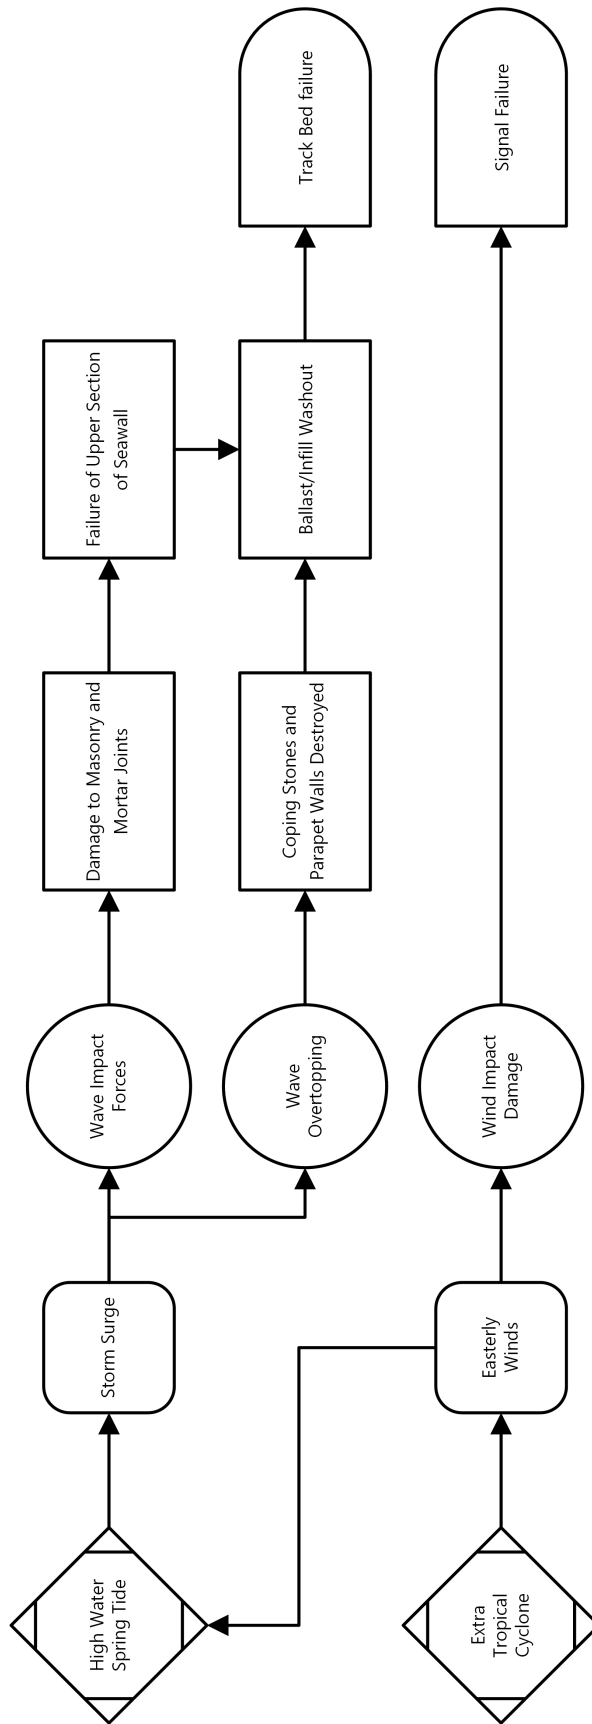 High Water
Spring Tide
Storm Surge
Wave Impact
Forces
Damage to Masonry and
Mortar Joints
Failure of Upper Section
of Seawall
Wave
Overtopping
Coping Stones and
Parapet Walls Destroyed
Ballast/Infill Washout
Track Bed failure
Extra
Tropical
Cyclone
Easterly
Winds
Wind Impact
Damage
Signal Failure